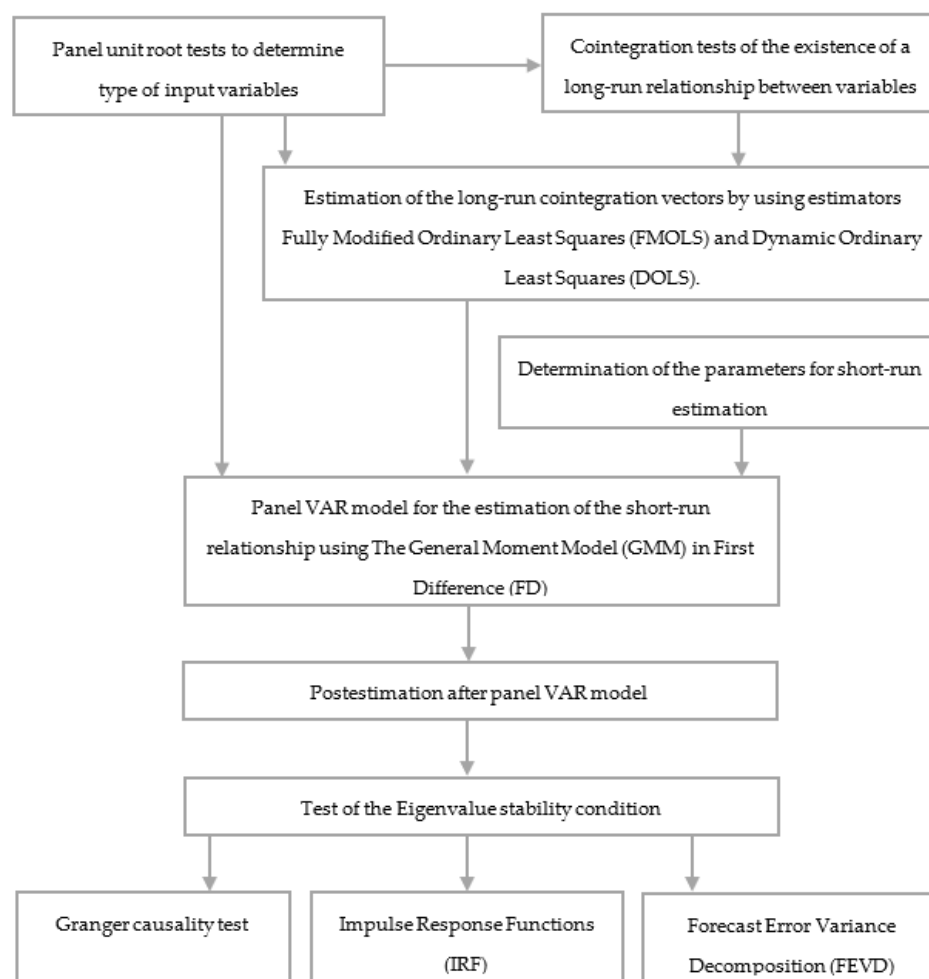 Panel unit root tests to determine
type of input variables
Cointegration tests of the existence of a
long-run relationship between variables
Estimation of the long-run cointegration vectors by using estimators
Fully Modified Ordinary Least Squares (FMOLS) and Dynamic Ordinary
Least Squares (DOLS).
Determination of the parameters for short-run
estimation
Panel VAR model for the estimation of the short-run
relationship using The General Moment Model (GMM) in First
Difference (FD)
Postestimation after panel VAR model
Test of the Eigenvalue stability condition
Granger causality test
Impulse Response Functions
(IRF)
Forecast Error Variance
Decomposition (FEVD)